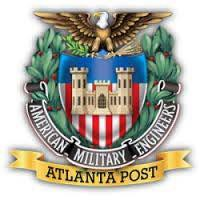 AMERICAN MILITARY ENGINEERS
ATLANTA POST